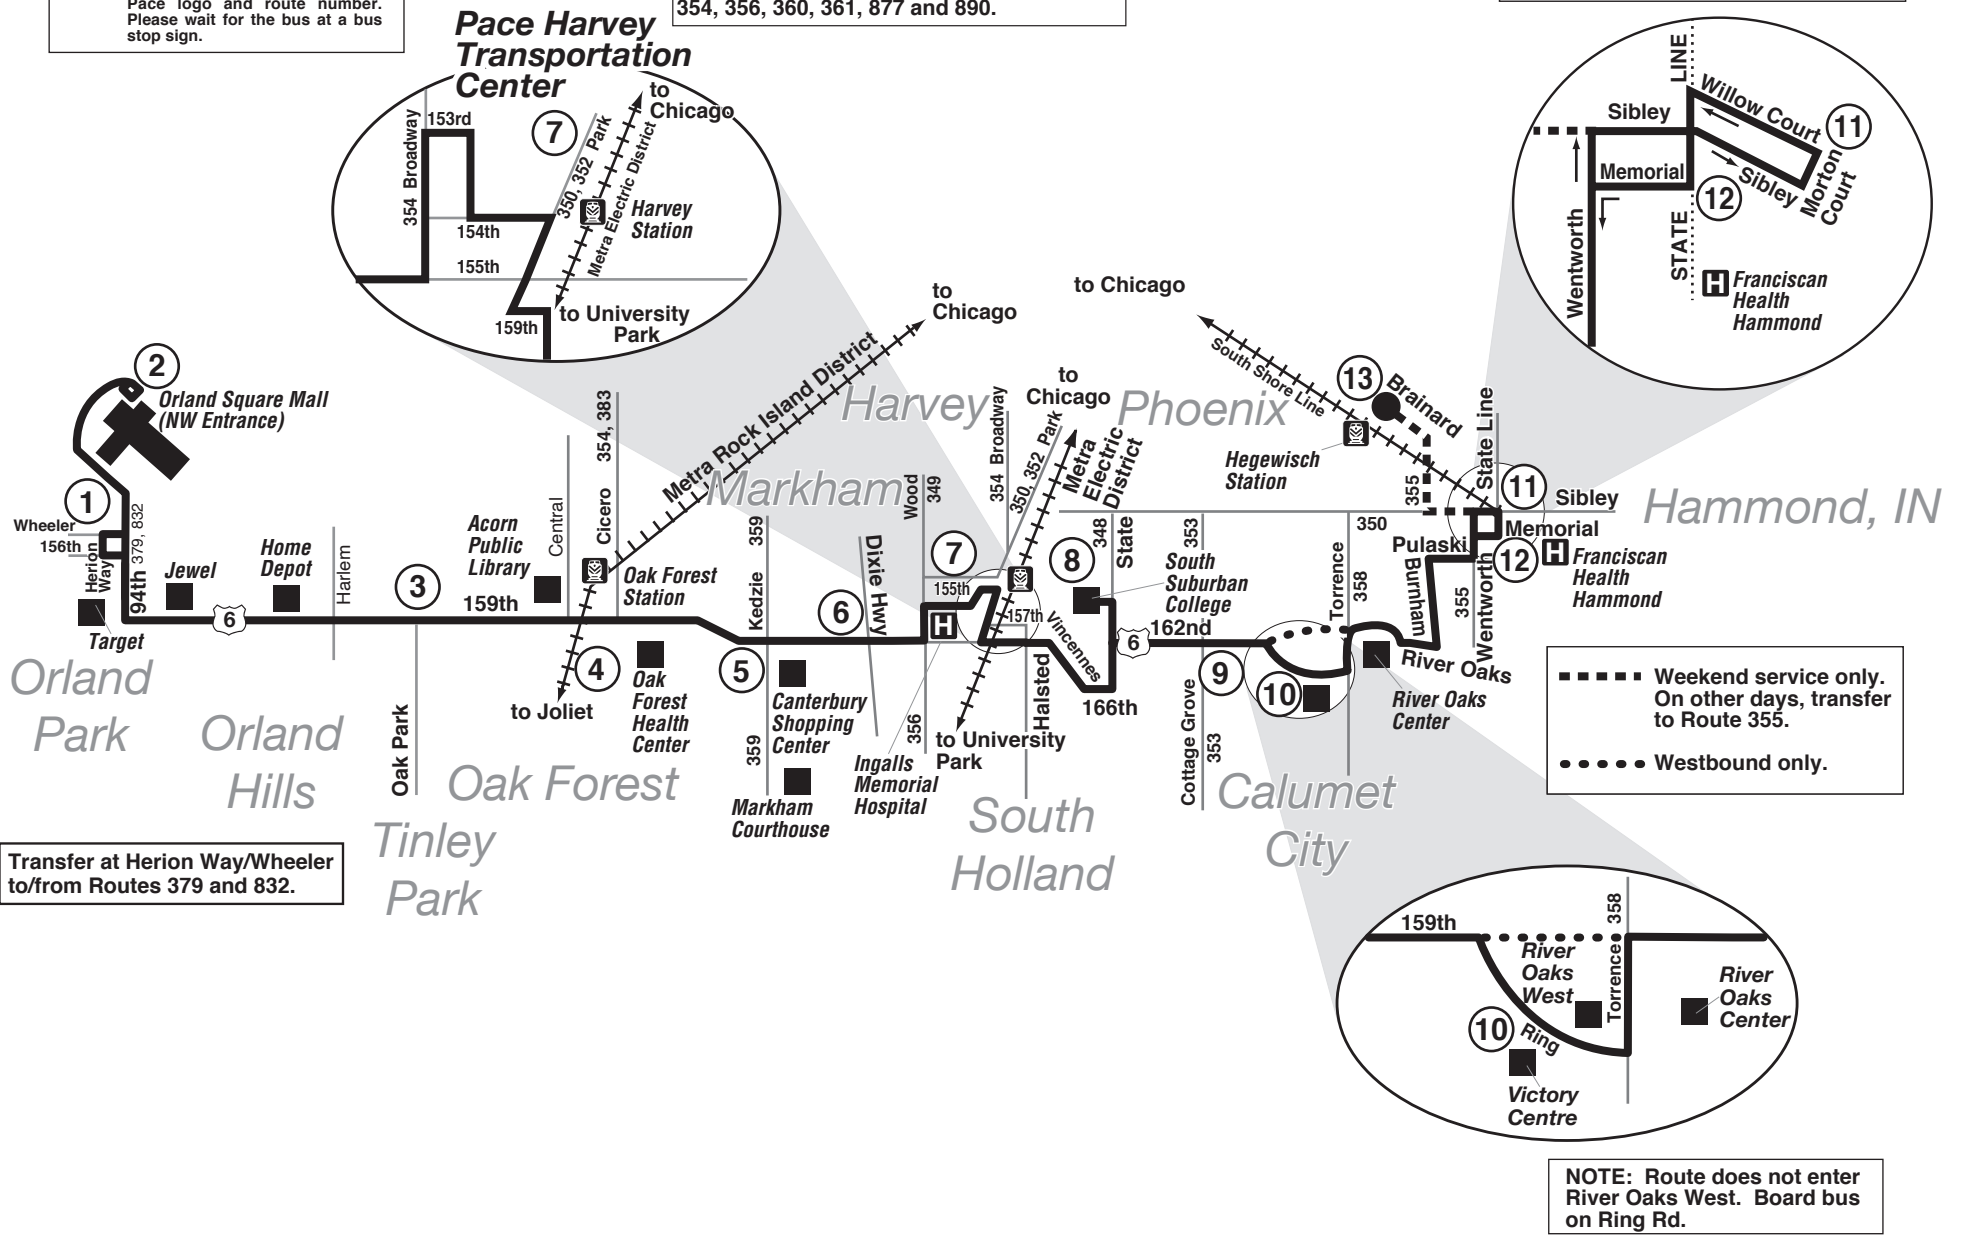 Pace logo and route number.
Please wait for the bus at a bus
stop sign.
354, 356, 360, 361, 877 and 890.
Pace Harvey
Transportation
Center
153rd
354 Broadway
154th
155th
159th
7
350, 352 Park
Metra Electric District
to
Chicago
Harvey
Station
to University
Park
LINE
STATE
Sibley
Willow Court
11
Memorial
Sibley
Morton
Court
12
Wentworth
H
Franciscan
Health
Hammond
2
Orland Square Mall
(NW Entrance)
1
Wheeler
156th
Herion
Way
94th
379, 832
Target
Jewel
Home
Depot
6
Harlem
3
159th
Oak Park
Acorn
Public
Library
Central
Cicero
354, 383
Oak Forest
Station
Metra Rock Island District
to
Chicago
to Joliet
4
Oak
Forest
Health
Center
5
Kedzie
359
359
Canterbury
Shopping
Center
Markham
Courthouse
6
Dixie Hwy
Wood
349
356
7
155th
H
Ingalls
Memorial
Hospital
157th
354 Broadway
350, 352 Park
Metra
Electric
District
to
Chicago
to University
Park
Halsted
Vincennes
8
348
State
South
Suburban
College
166th
6
162nd
353
Cottage Grove
353
9
10
350
Torrence
358
River Oaks
Center
River Oaks
Burnham
Pulaski
355
Wentworth
to Chicago
South Shore Line
13
Brainard
Hegewisch
Station
355
State Line
11
Sibley
Memorial
12
H
Franciscan
Health
Hammond
Orland
Park
Orland
Hills
Tinley
Park
Oak Forest
Markham
Harvey
Phoenix
South
Holland
Calumet
City
Hammond, IN
Weekend service only.
On other days, transfer
to Route 355.
Westbound only.
Transfer at Herion Way/Wheeler
to/from Routes 379 and 832.
159th
358
River
Oaks
West
Torrence
River
Oaks
Center
10
Ring
Victory
Centre
NOTE: Route does not enter
River Oaks West. Board bus
on Ring Rd.